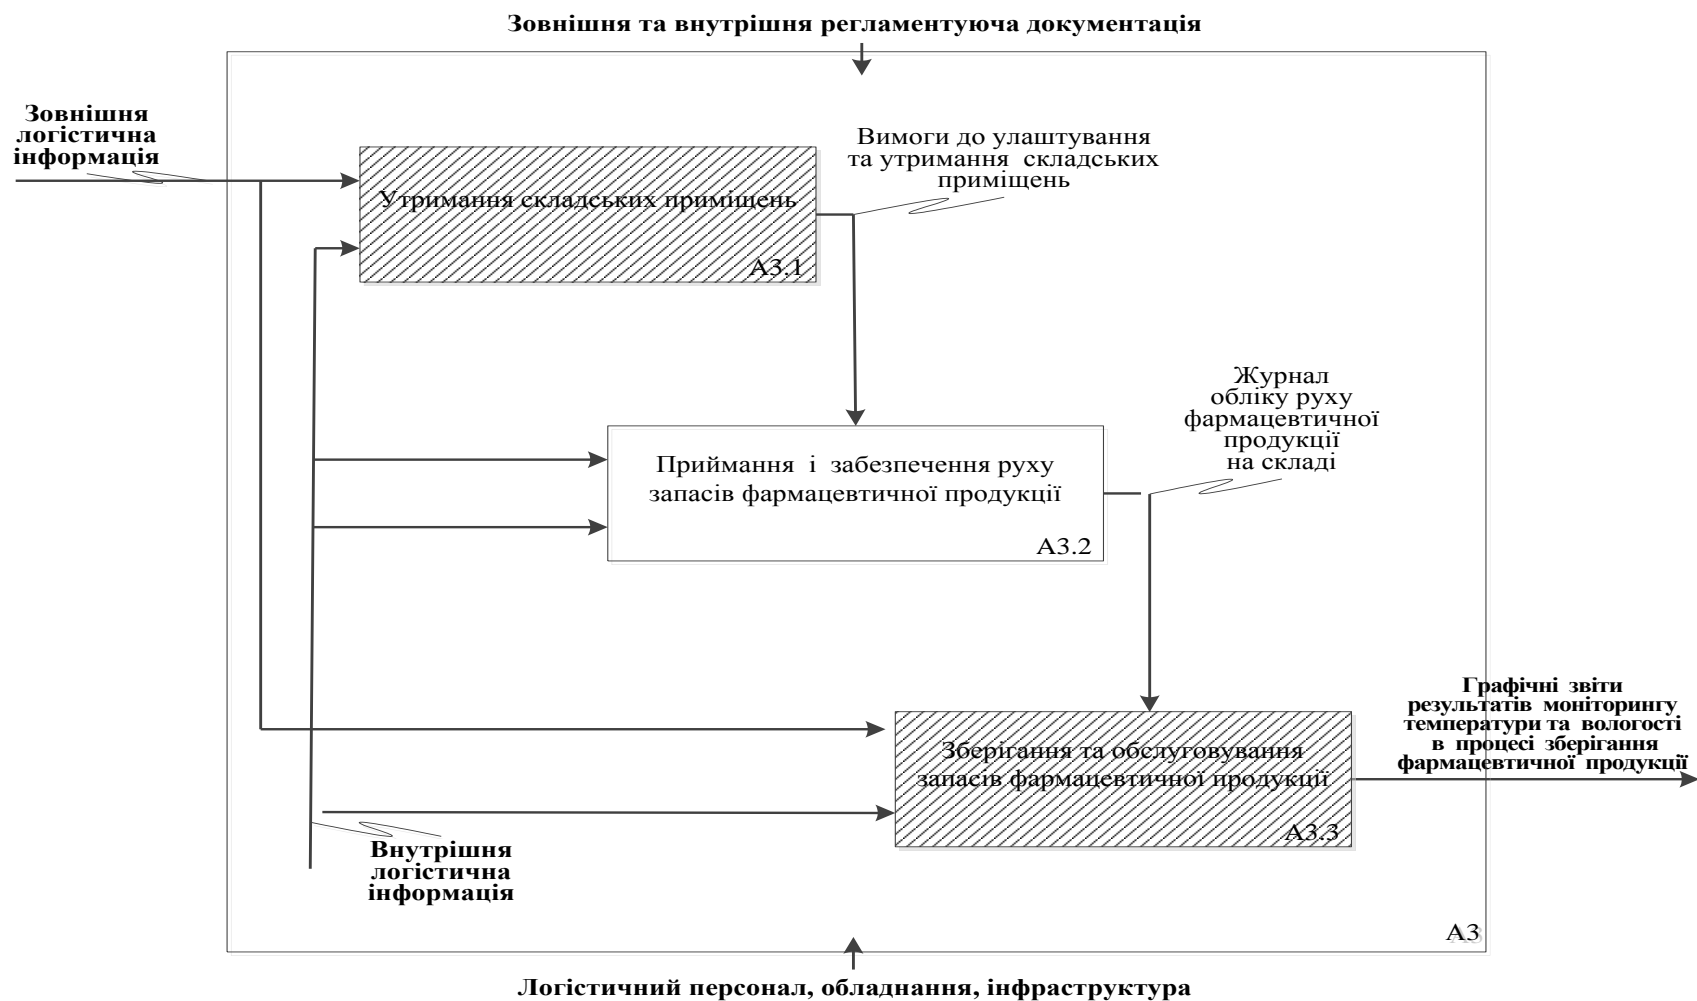 Зовнішня та внутрішня регламентуюча документація
Зовнішня
логістична
інформація
Вимоги до улаштування
та утримання складських
приміщень
Утримання складських приміщень
А3.1
Журнал
обліку руху
фармацевтичної
продукції
на складі
Приймання і забезпечення руху
запасів фармацевтичної продукції
А3.2
Графічні звіти
результатів моніторингу
температури та вологості
в процесі зберігання
фармацевтичної продукції
Зберігання та обслуговування
запасів фармацевтичної продукції
А3.3
Внутрішня
логістична
інформація
А3
Логістичний персонал, обладнання, інфраструктура